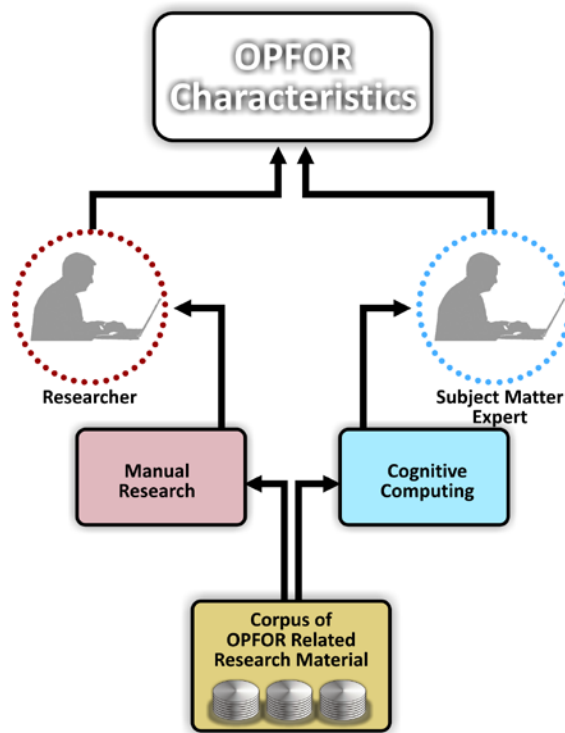 OPFOR
Characteristics
Researcher
Subject Matter
Expert
Manual
Research
Cognitive
Computing
Corpus of
OPFOR Related
Research Material